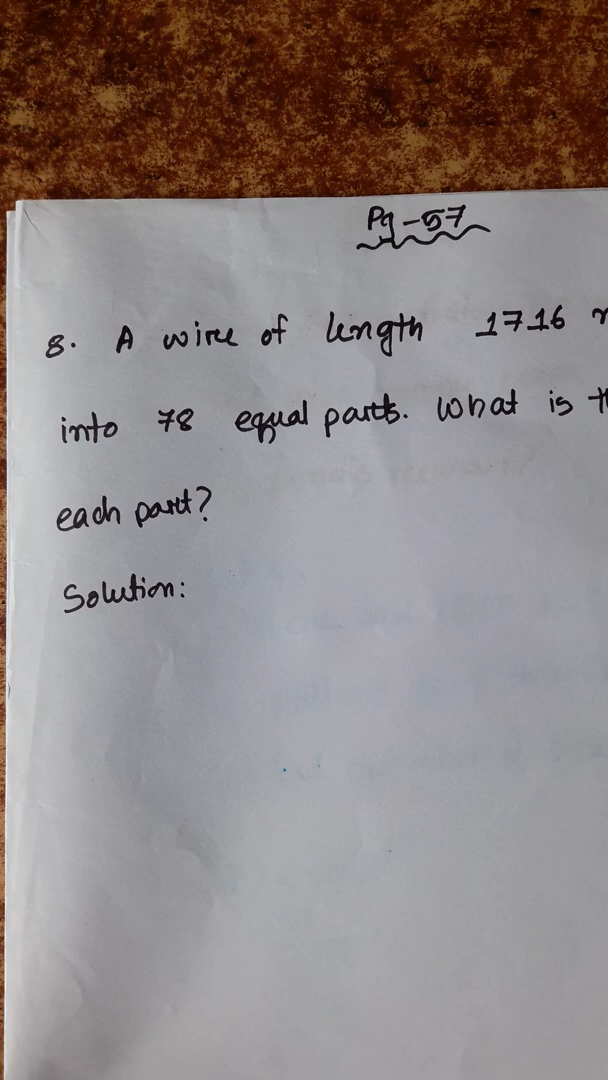 Pg-57
8. A wire of length 1716
into 78 equal parts. What is
each part?
Solution: